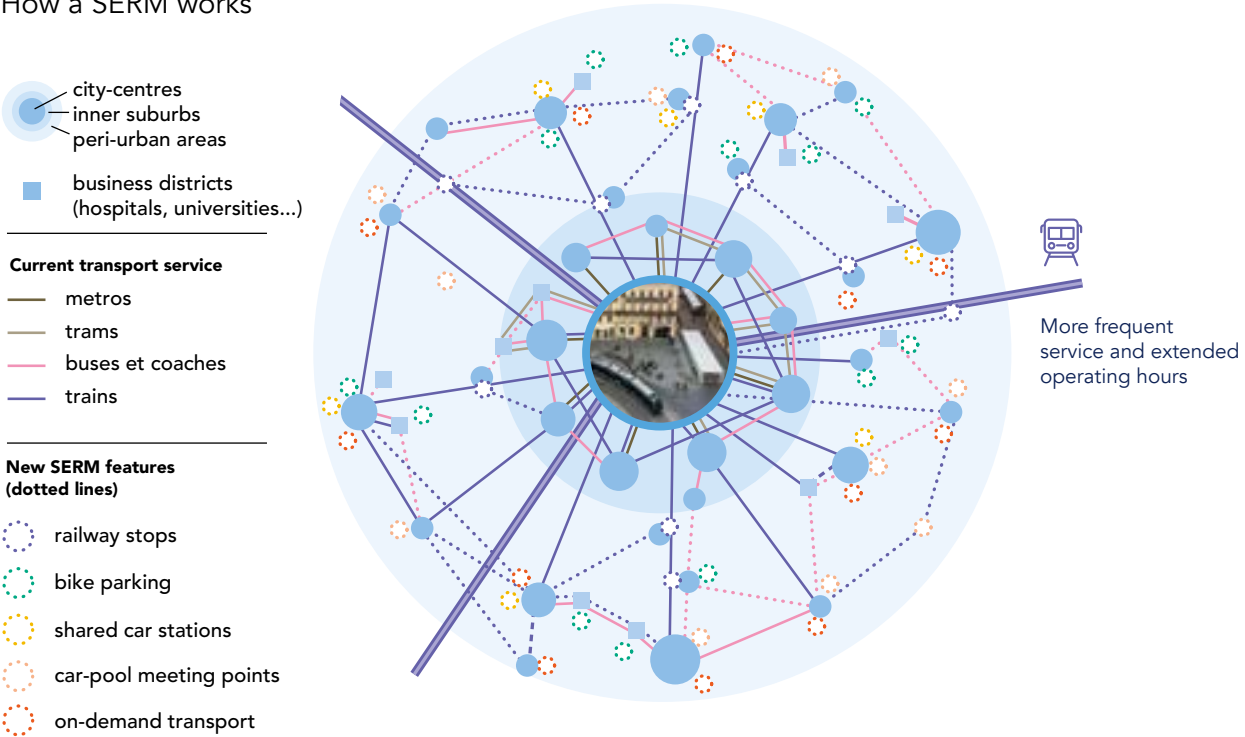 How a SERM works
city-centres
inner suburbs
peri-urban areas
business districts
(hospitals, universities...)
Current transport service
metros
trams
buses et coaches
trains
New SERM features
(dotted lines)
railway stops
bike parking
shared car stations
car-pool meeting points
on-demand transport
More frequent
service and extended
operating hours